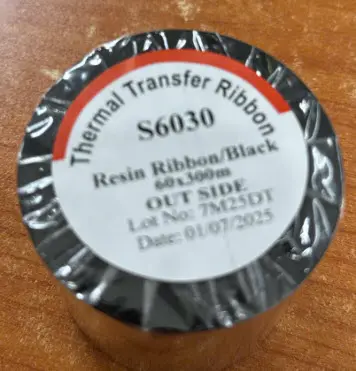 Thermal Transfer Ribbon
S6030
Resin Ribbon/Black
60x300m
OUT SIDE
Lot No: 7M25DT
Date: 01/07/2025